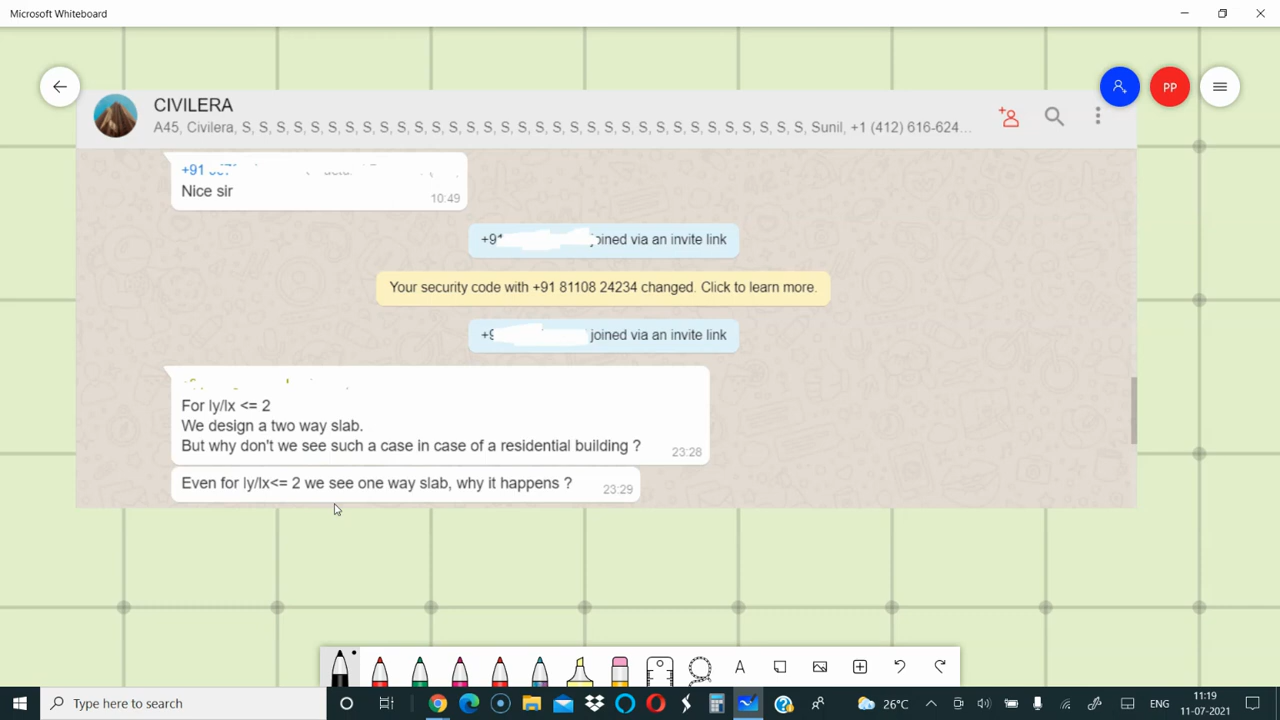 Microsoft Whiteboard
PP
CIVILERA
A45, Civilera, S, S, S, S, S, S, S, S, S, S, S, S, S, S, S, S, S, S, S, S, S, S, S, S, S, S, S, S, S, S, S, S, S, Sunil, +1 (412) 616-624...
+91
Nice sir
10:49
+91 joined via an invite link
Your security code with +91 81108 24234 changed. Click to learn more.
+9 joined via an invite link
For ly/lx <= 2
We design a two way slab.
But why don't we see such a case in case of a residential building ?
23:28
Even for ly/lx<= 2 we see one way slab, why it happens ?
23:29
A
Type here to search
26°C
ENG
11:19
11-07-2021